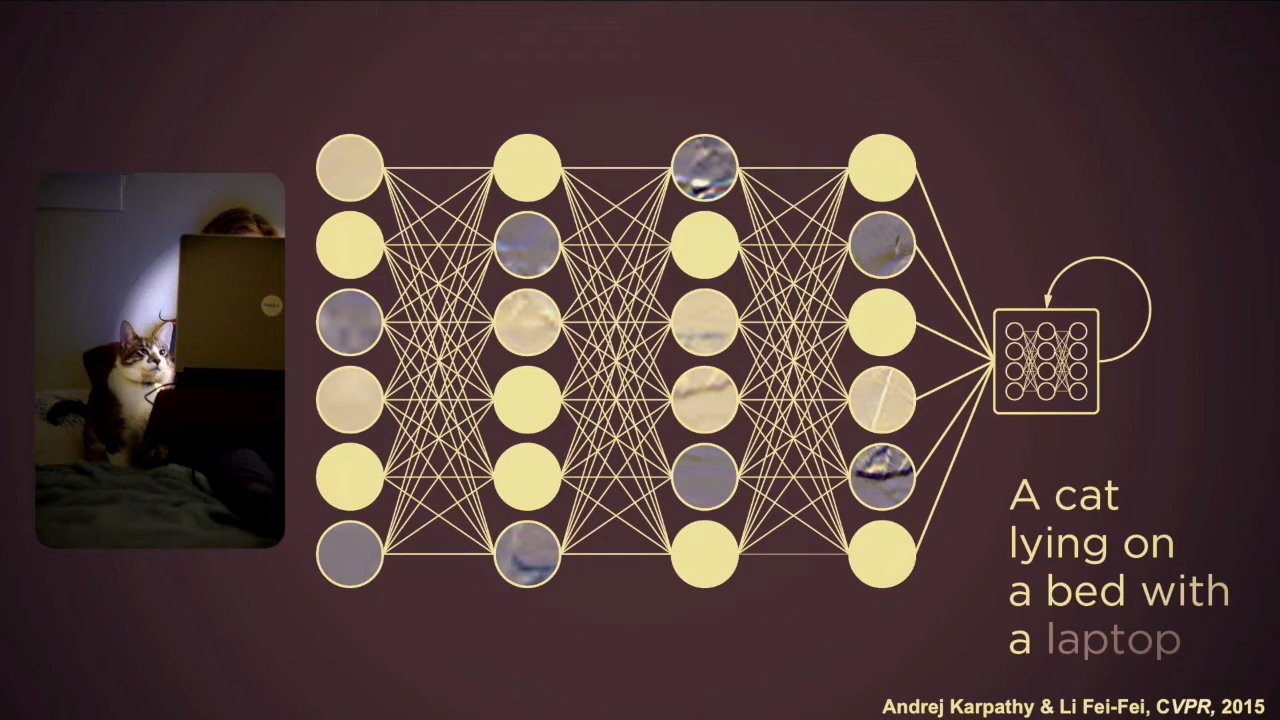 A cat
lying on
a bed with
a laptop
Andrej Karpathy & Li Fei-Fei, CVPR, 2015